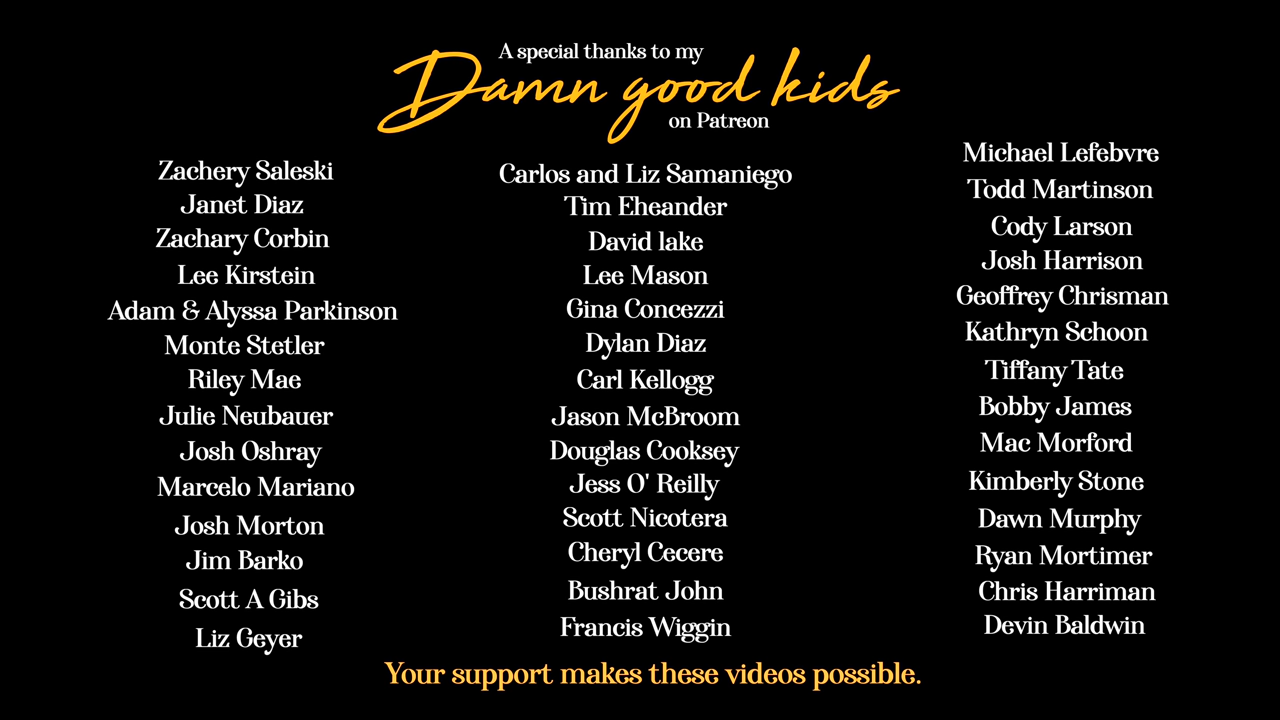 A special thanks to my
Damn good kids
on Patreon
Zachery Saleski
Janet Diaz
Zachary Corbin
Lee Kirstein
Adam & Alyssa Parkinson
Monte Stetler
Riley Mae
Julie Neubauer
Josh Oshray
Marcelo Mariano
Josh Morton
Jim Barko
Scott A Gibs
Liz Geyer
Carlos and Liz Samaniego
Tim Eheander
David lake
Lee Mason
Gina Concezzi
Dylan Diaz
Carl Kellogg
Jason McBroom
Douglas Cooksey
Jess O' Reilly
Scott Nicotera
Cheryl Cecere
Bushrat John
Francis Wiggin
Michael Lefebvre
Todd Martinson
Cody Larson
Josh Harrison
Geoffrey Chrisman
Kathryn Schoon
Tiffany Tate
Bobby James
Mac Morford
Kimberly Stone
Dawn Murphy
Ryan Mortimer
Chris Harriman
Devin Baldwin
Your support makes these videos possible.